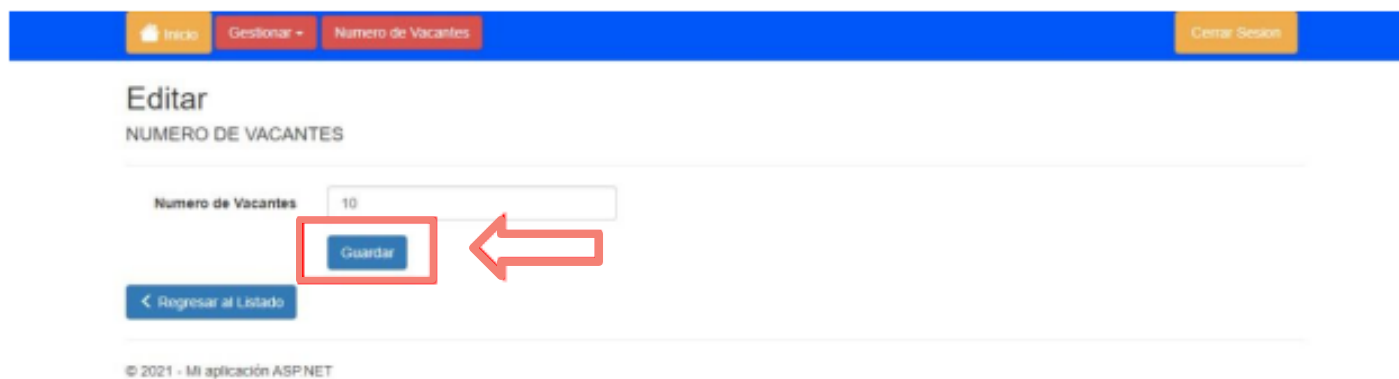 Inicio Gestionar Numero de Vacantes Cerrar Sesion
Editar
NUMERO DE VACANTES
Numero de Vacantes 10
Guardar
Regresar al Listado
© 2021 - Mi aplicación ASP.NET